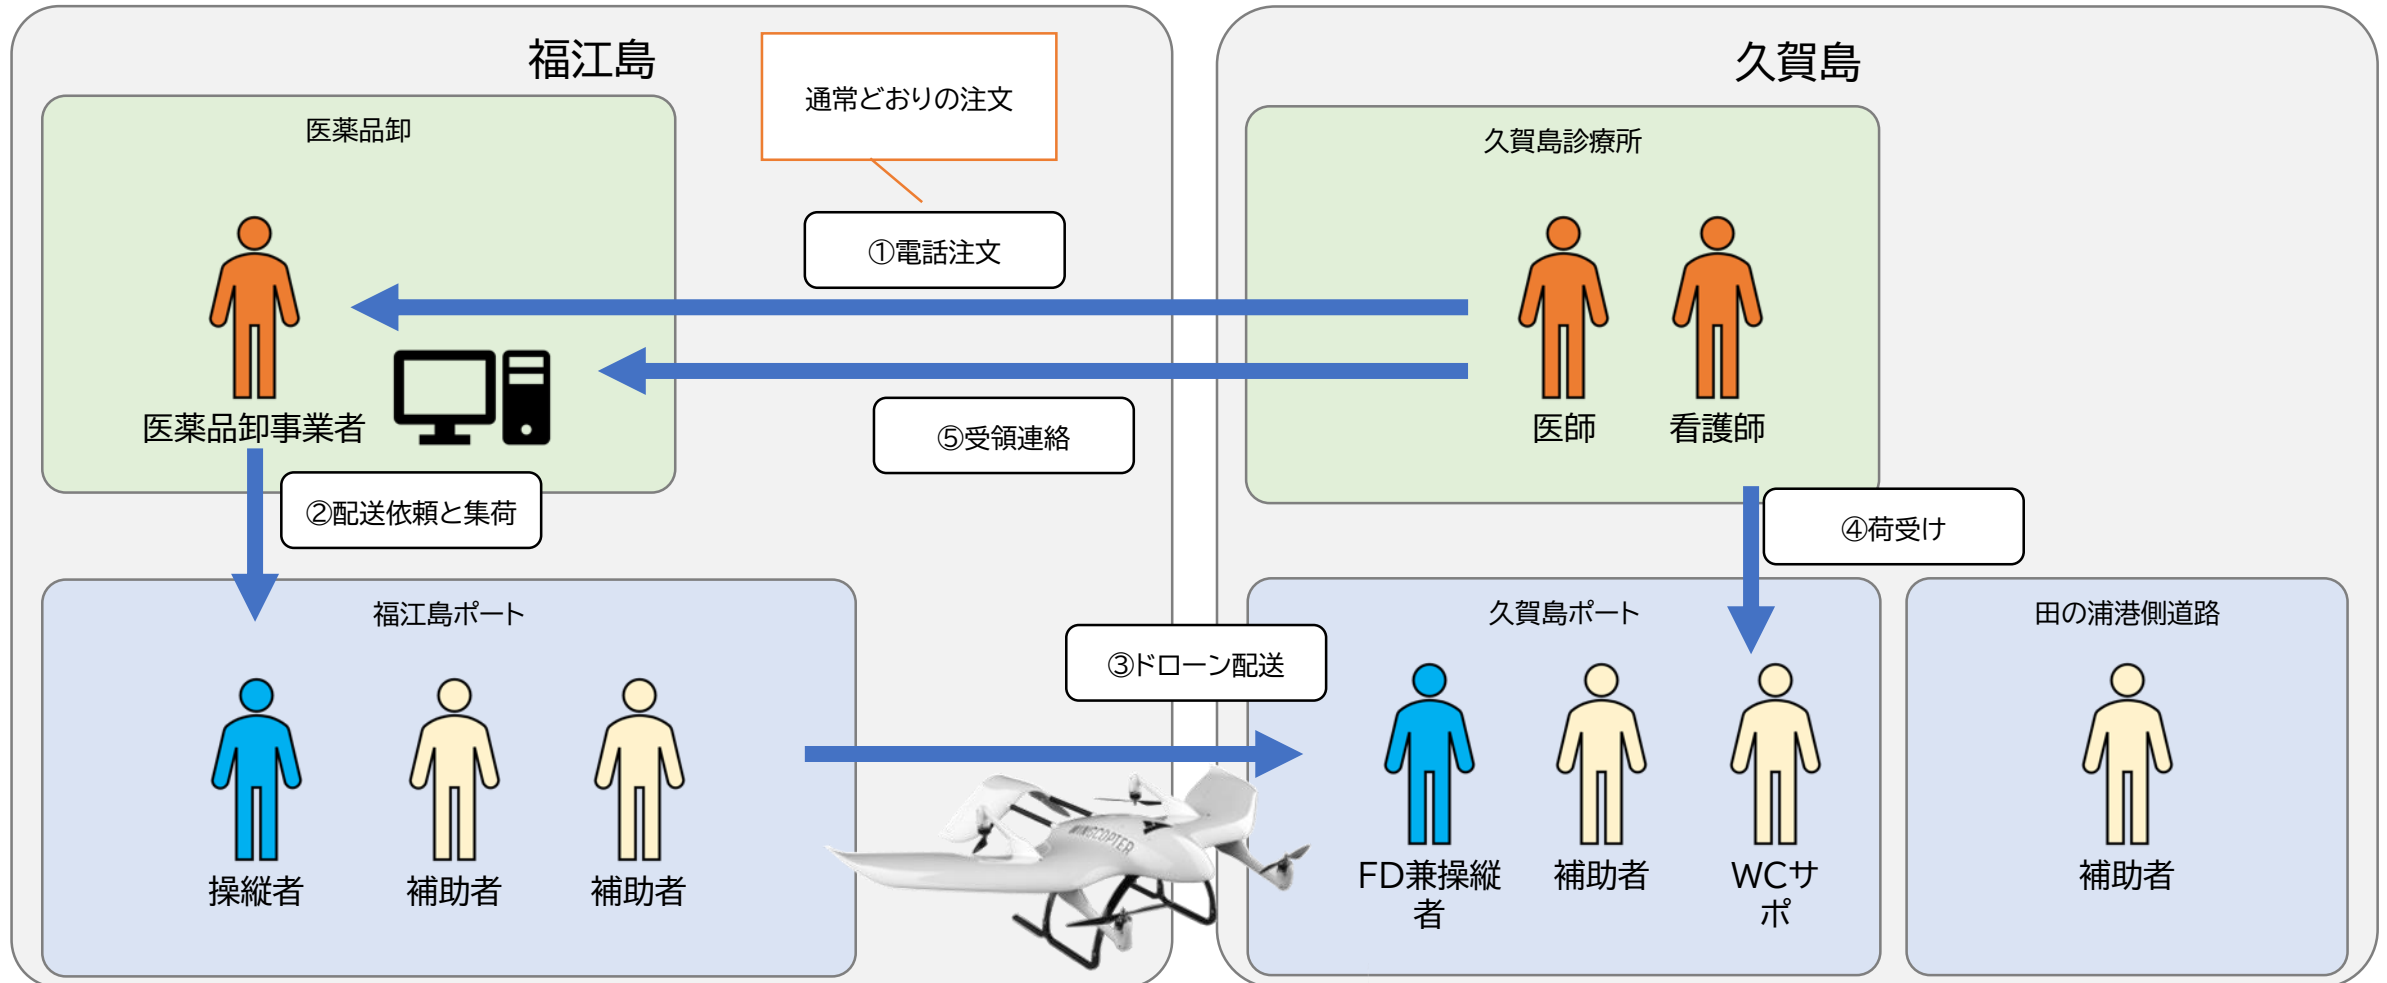 福江島
久賀島
通常どおりの注文
医薬品卸
久賀島診療所
①電話注文
医薬品卸事業者
医師
看護師
⑤受領連絡
②配送依頼と集荷
④荷受け
福江島ポート
久賀島ポート
田の浦港側道路
③ドローン配送
WINGCOPTER
操縦者
補助者
補助者
FD兼操縦
者
補助者
WCサ
ポ
補助者